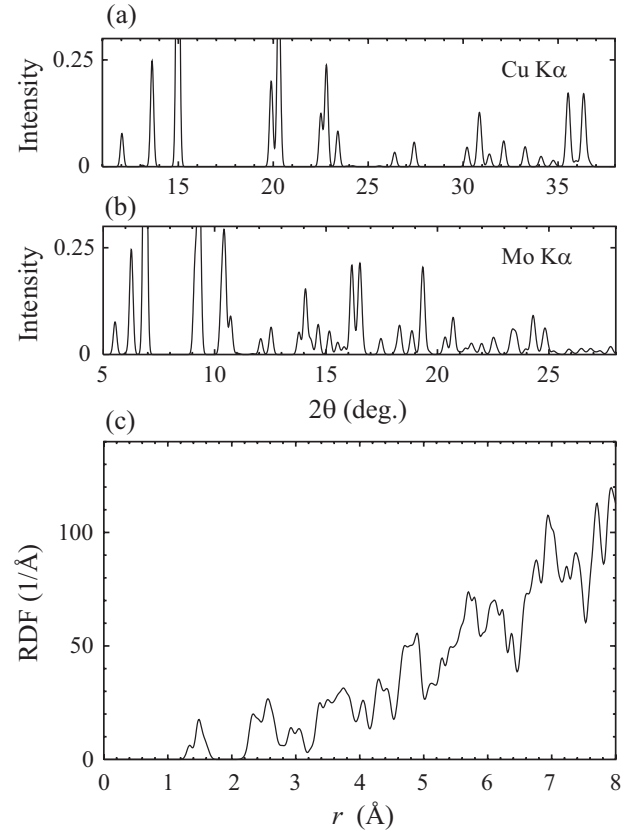 (a)
Intensity
0.25
0
Cu Kα
15 20 25 30 35
(b)
Intensity
0.25
0
Mo Kα
5 10 15 20 25
2θ (deg.)
(c)
RDF (1/Å)
100
50
0
0 1 2 3 4 5 6 7 8
r (Å)